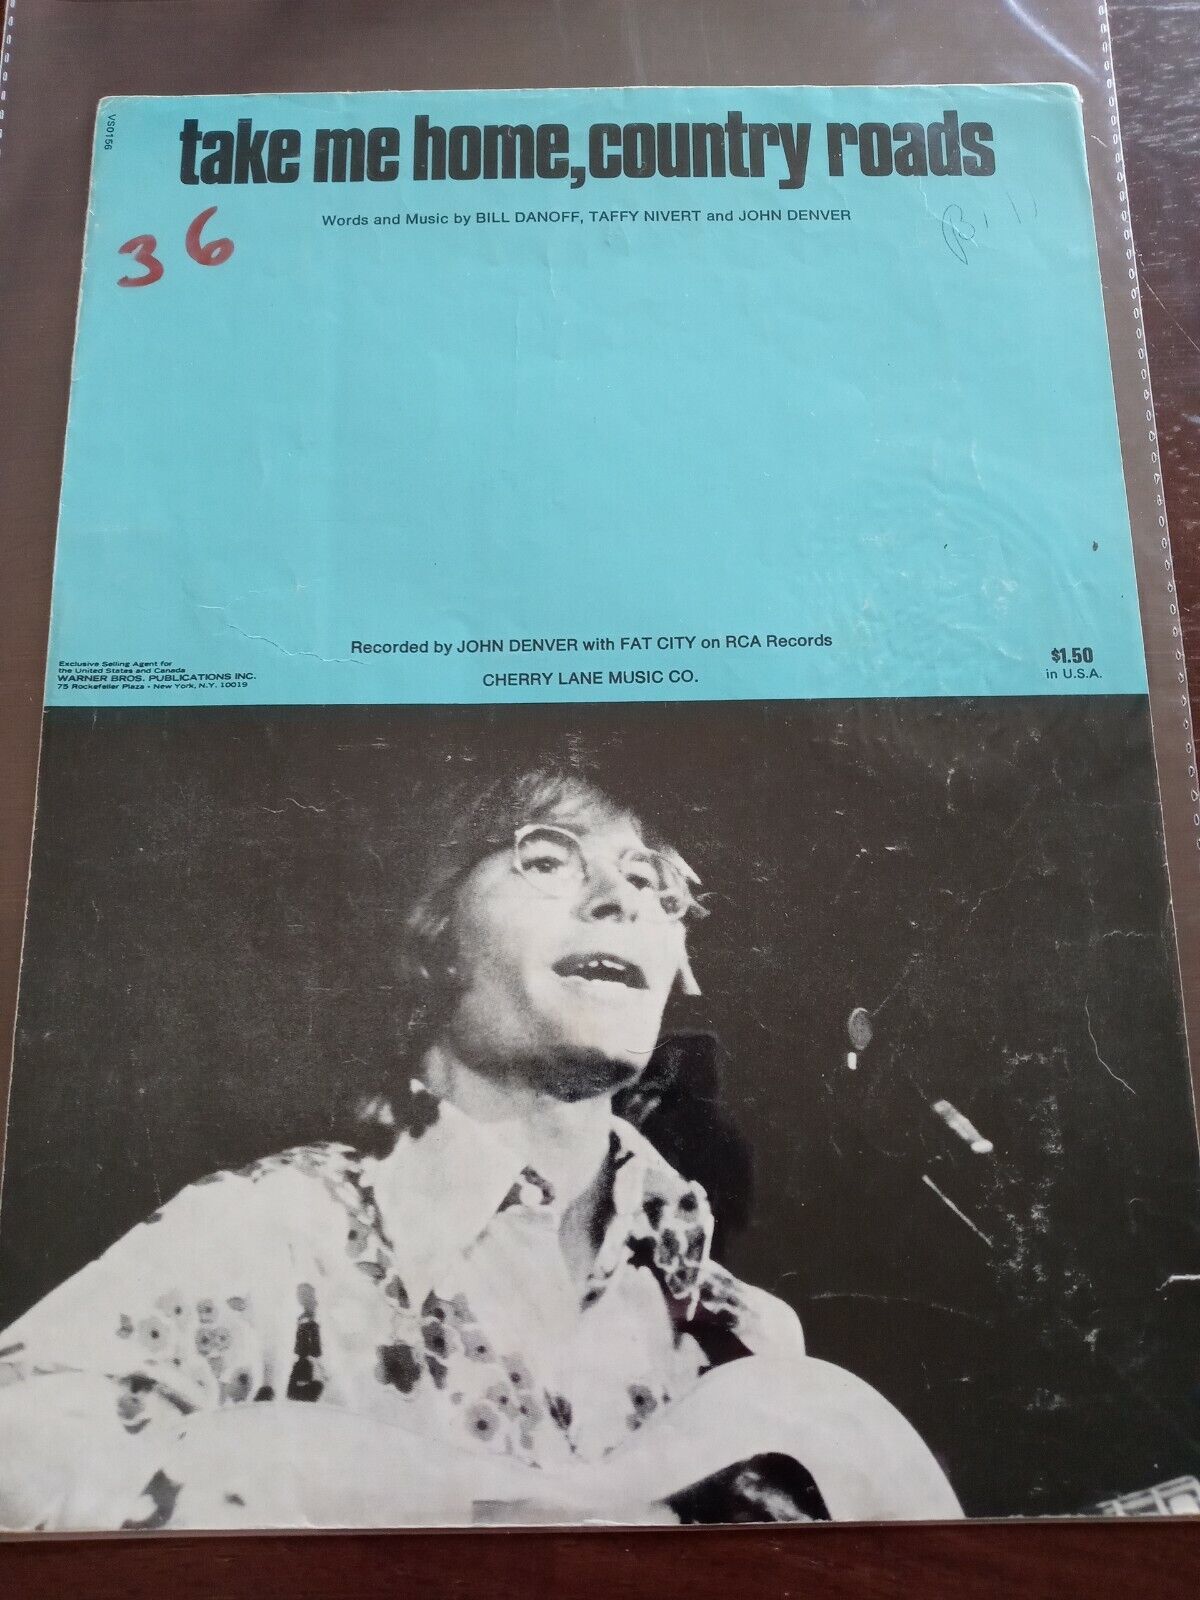 VS0156
take me home, country roads
Words and Music by BILL DANOFF, TAFFY NIVERT and JOHN DENVER
36
Recorded by JOHN DENVER with FAT CITY on RCA Records
CHERRY LANE MUSIC CO.
Exclusive Selling Agent for
the United States and Canada
WARNER BROS. PUBLICATIONS INC.
75 Rockefeller Plaza • New York, N.Y. 10019
$1.50
in U.S.A.